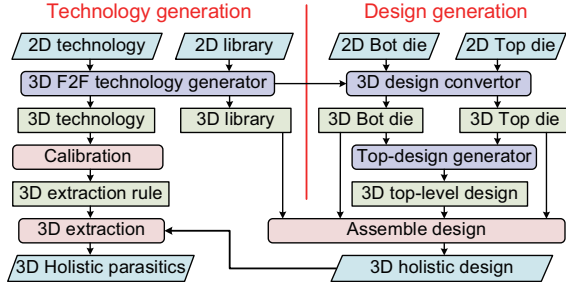 Technology generation
Design generation
2D technology
2D library
2D Bot die
2D Top die
3D F2F technology generator
3D design convertor
3D technology
3D library
3D Bot die
3D Top die
Calibration
Top-design generator
3D extraction rule
3D top-level design
3D extraction
Assemble design
3D Holistic parasitics
3D holistic design